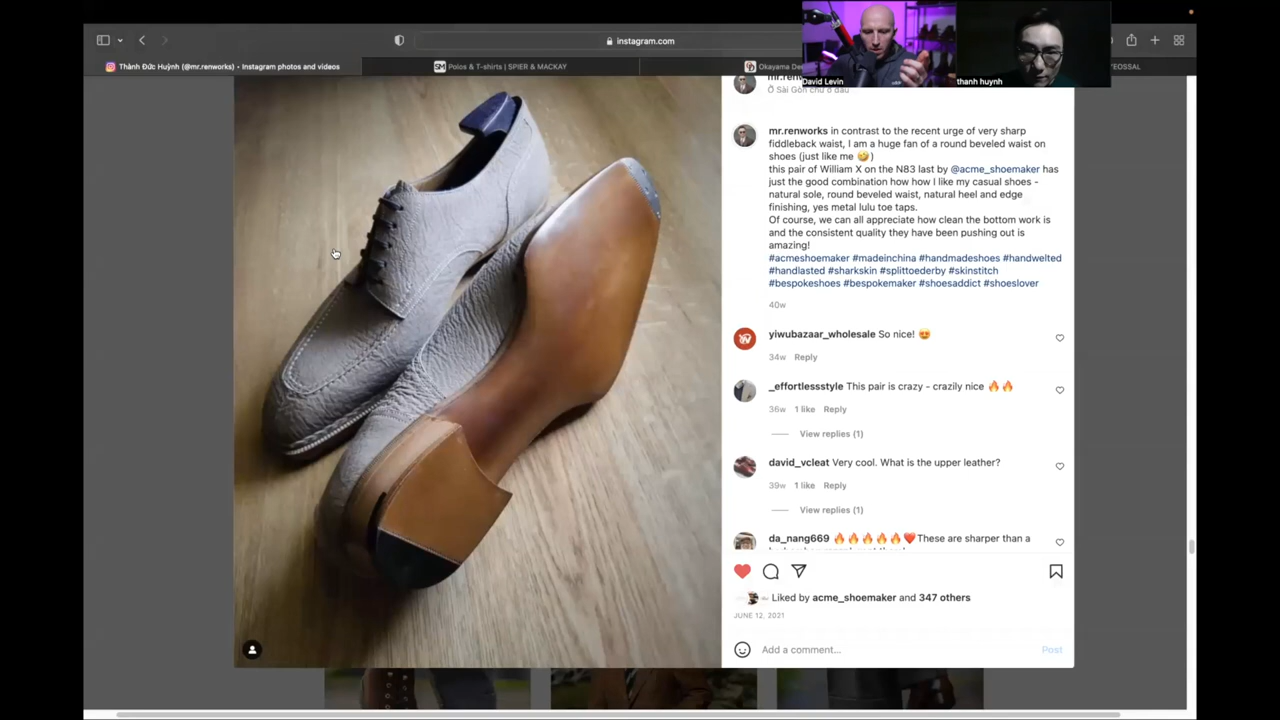 instagram.com
Thành Đức Huỳnh (@mr.renworks) • Instagram photos and videos
Polos & T-shirts | SPIER & MACKAY
Okayama De
FEOSSAL
David Levin
thanh huynh
Ở Sài Gòn chứ ở đâu
mr.renworks in contrast to the recent urge of very sharp
fiddleback waist, I am a huge fan of a round beveled waist on
shoes (just like me 🤣)
this pair of William X on the N83 last by @acme_shoemaker has
just the good combination how how I like my casual shoes -
natural sole, round beveled waist, natural heel and edge
finishing, yes metal lulu toe taps.
Of course, we can all appreciate how clean the bottom work is
and the consistent quality they have been pushing out is
amazing!
#acmeshoemaker #madeinchina #handmadeshoes #handwelted
#handlasted #sharkskin #splittoederby #skinstitch
#bespokeshoes #bespokemaker #shoesaddict #shoeslover
40w
yiwubazaar_wholesale So nice! 😍
34w Reply
_effortlessstyle This pair is crazy - crazily nice 🔥🔥
36w 1 like Reply
View replies (1)
david_vcleat Very cool. What is the upper leather?
39w 1 like Reply
View replies (1)
da_nang669 🔥🔥🔥🔥🔥❤️These are sharper than a
Liked by acme_shoemaker and 347 others
JUNE 12, 2021
Add a comment...
Post